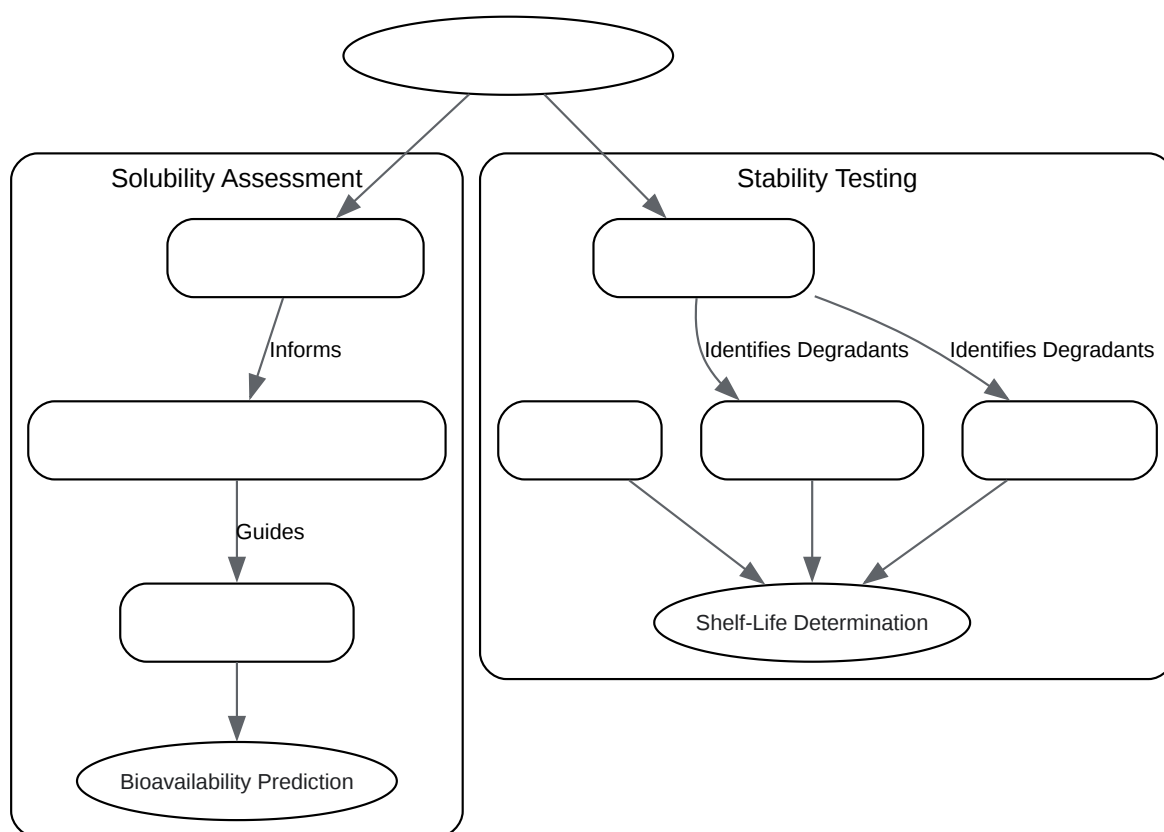 Solubility Assessment
Stability Testing
Informs
Identifies Degradants
Identifies Degradants
Guides
Shelf-Life Determination
Bioavailability Prediction